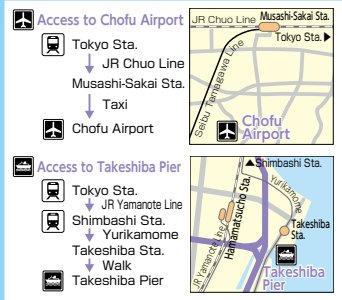 Access to Chofu Airport
Tokyo Sta.
JR Chuo Line
Musashi-Sakai Sta.
Taxi
Chofu Airport
JR Chuo Line
Musashi-Sakai Sta.
Tokyo Sta.▶
Seibu Tamagawa Line
Chofu
Airport
Access to Takeshiba Pier
Tokyo Sta.
JR Yamanote Line
Shimbashi Sta.
Yurikamome
Takeshiba Sta.
Walk
Takeshiba Pier
▲Shimbashi Sta.
Yurikamome
JR Yamanote Line
Hamamatsucho Sta.
Takeshiba
Sta.
Takeshiba
Pier